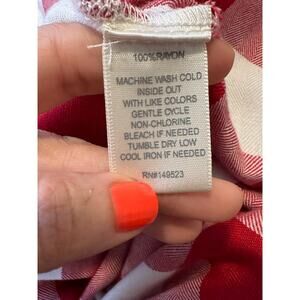 100%RAYON
MACHINE WASH COLD
INSIDE OUT
WITH LIKE COLORS
GENTLE CYCLE
NON-CHLORINE
BLEACH IF NEEDED
TUMBLE DRY LOW
COOL IRON IF NEEDED
RN#149523